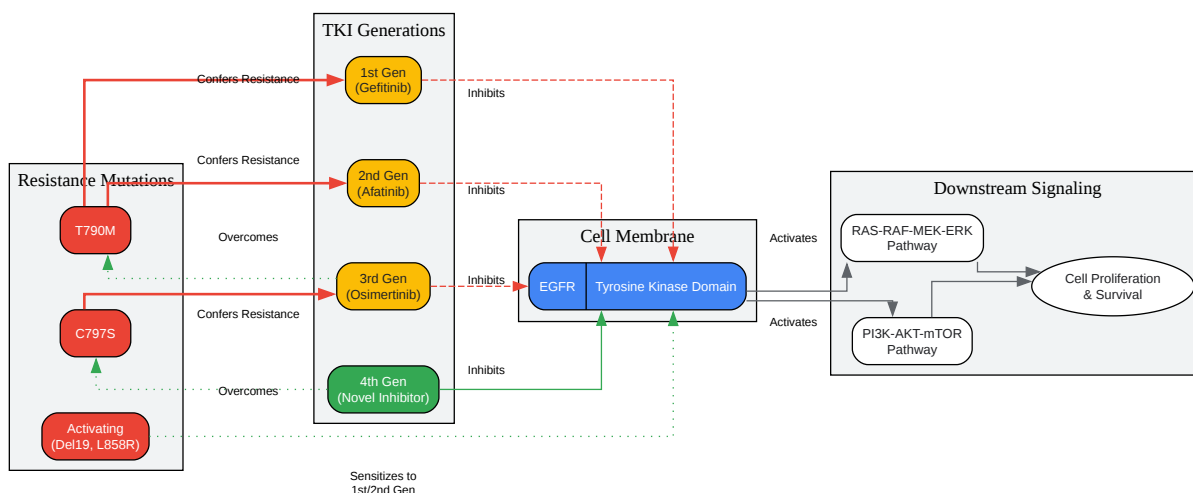 TKI Generations
1st Gen
(Gefitinib)
Confers Resistance
Inhibits
Confers Resistance
2nd Gen
(Afatinib)
Inhibits
Resistance Mutations
T790M
Overcomes
3rd Gen
(Osimertinib)
Inhibits
Confers Resistance
C797S
Overcomes
4th Gen
(Novel Inhibitor)
Inhibits
Activating
(Del19, L858R)
Sensitizes to
1st/2nd Gen
Cell Membrane
EGFR
Tyrosine Kinase Domain
Activates
Activates
Downstream Signaling
RAS-RAF-MEK-ERK
Pathway
PI3K-AKT-mTOR
Pathway
Cell Proliferation
& Survival